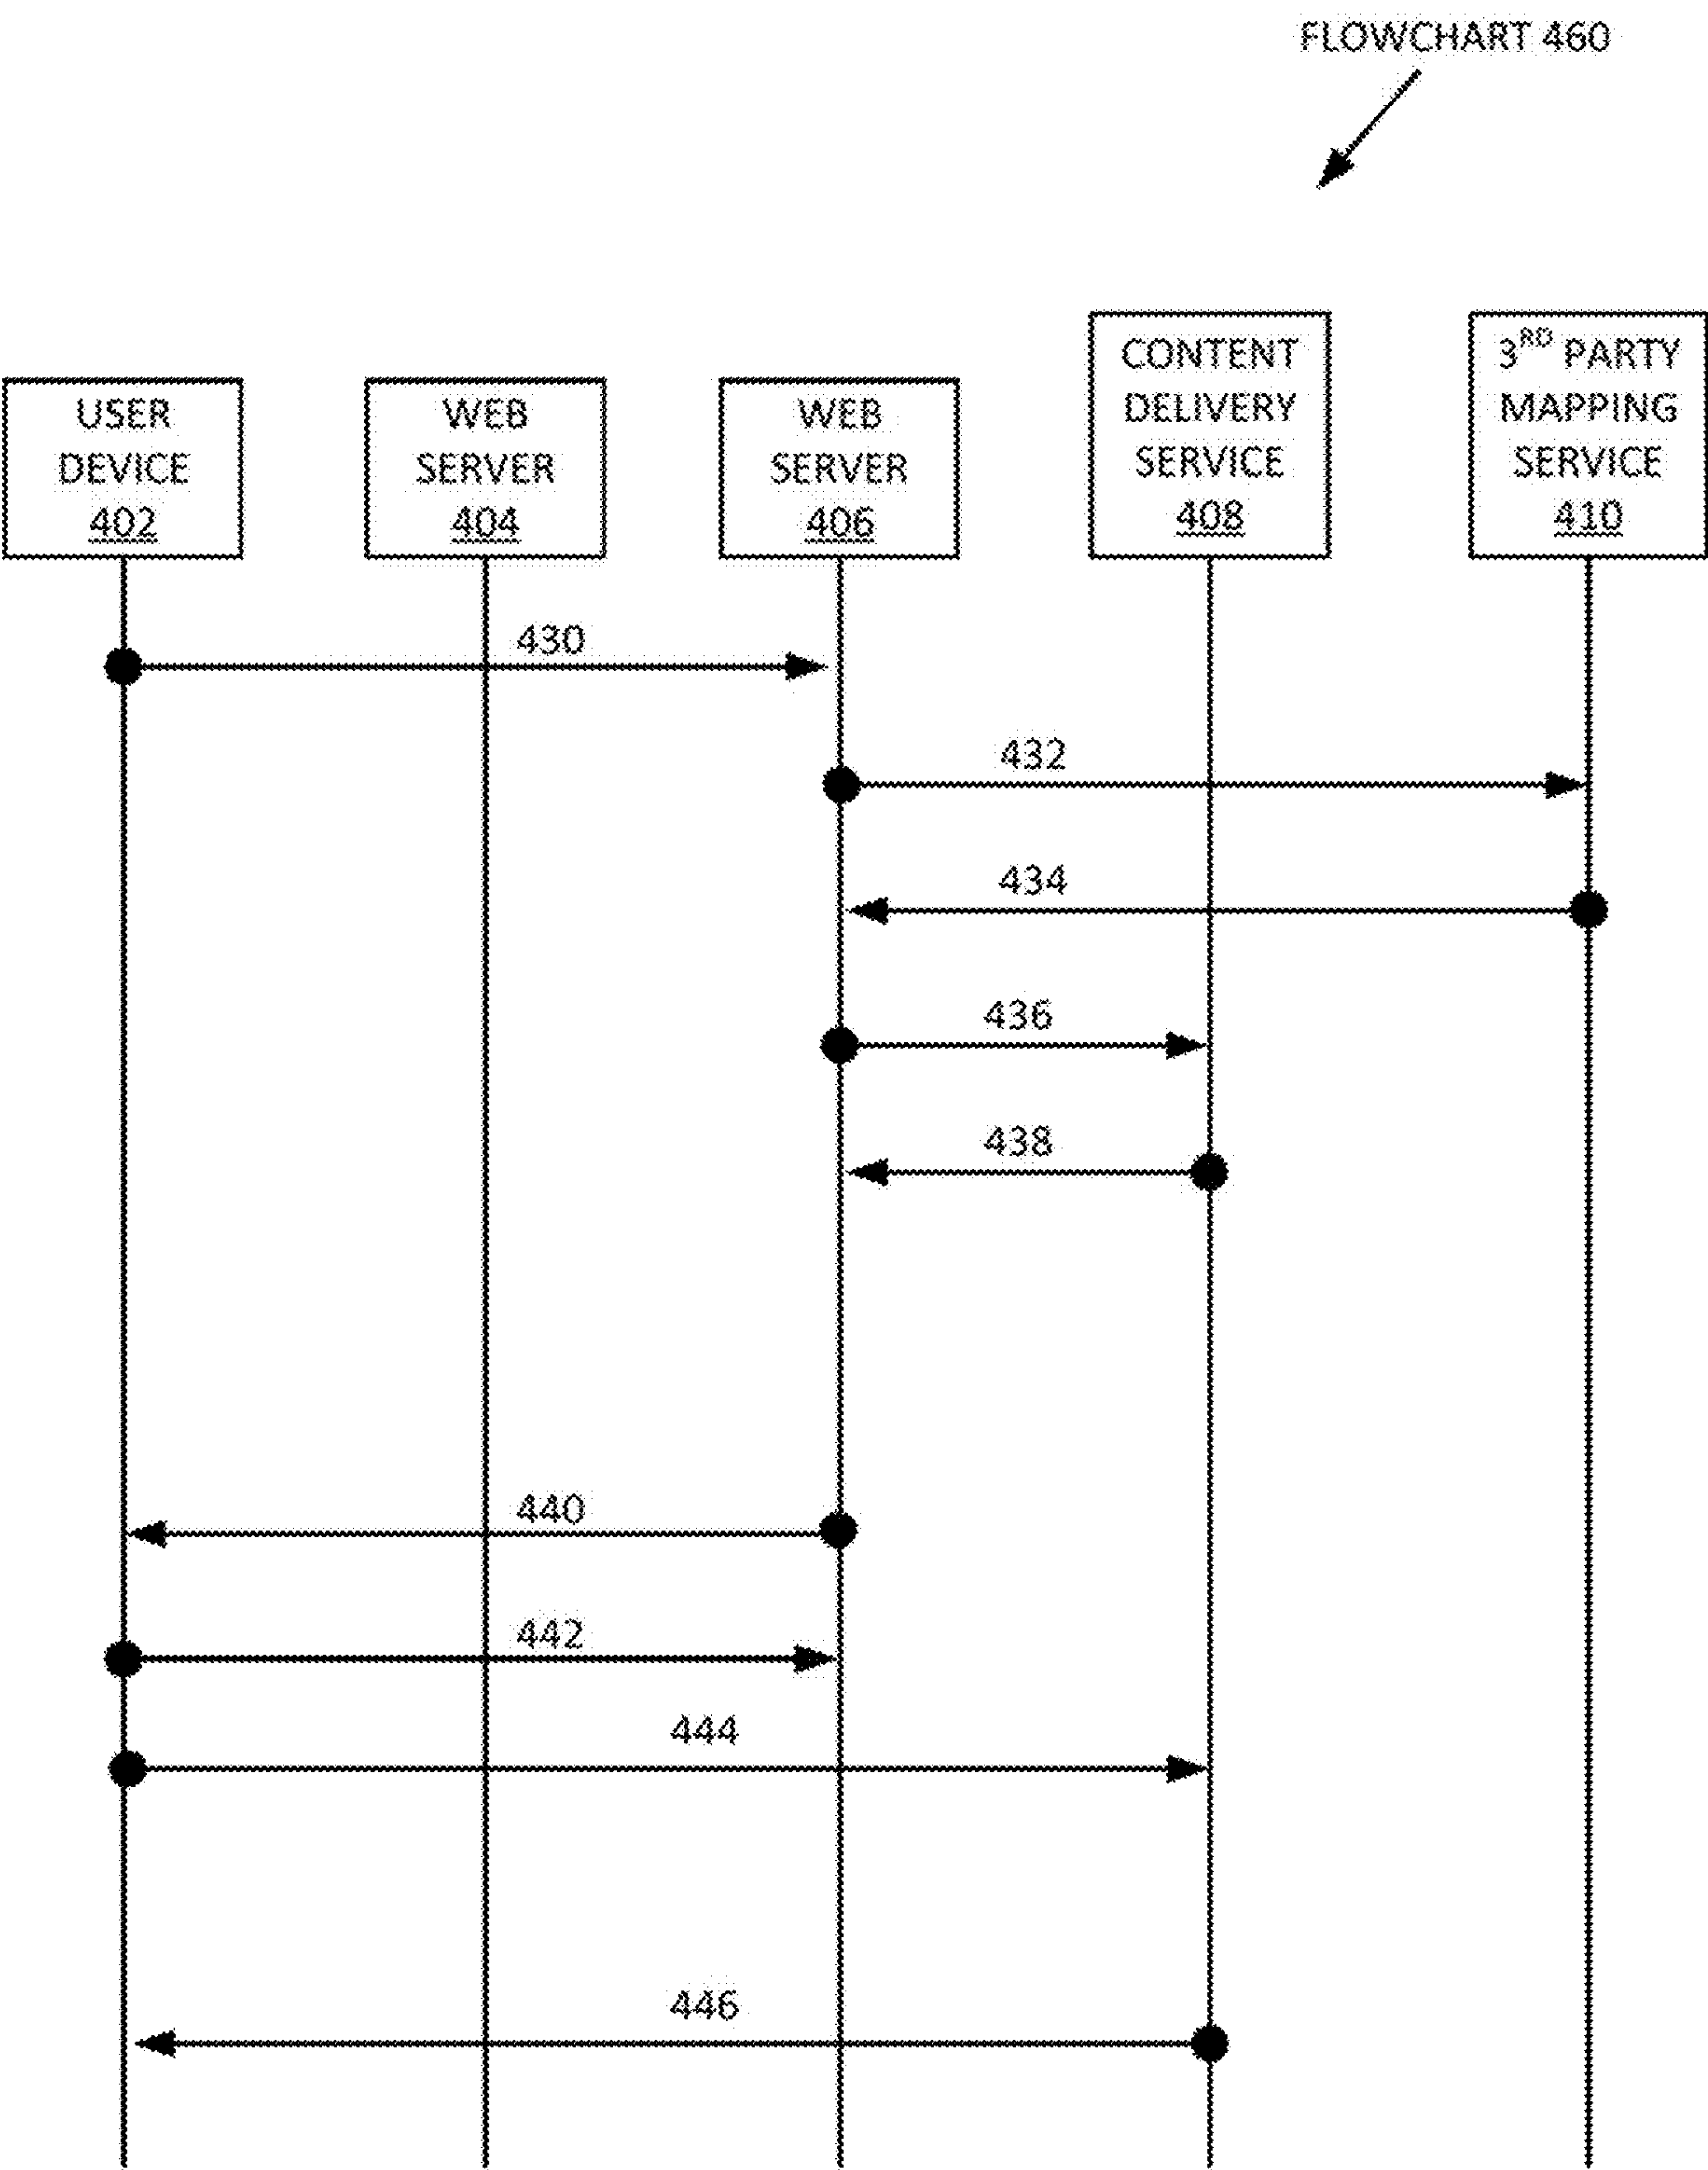 FLOWCHART 460
USER
DEVICE
402
WEB
SERVER
404
WEB
SERVER
406
CONTENT
DELIVERY
SERVICE
408
3RD PARTY
MAPPING
SERVICE
410
430
432
434
436
438
440
442
444
446